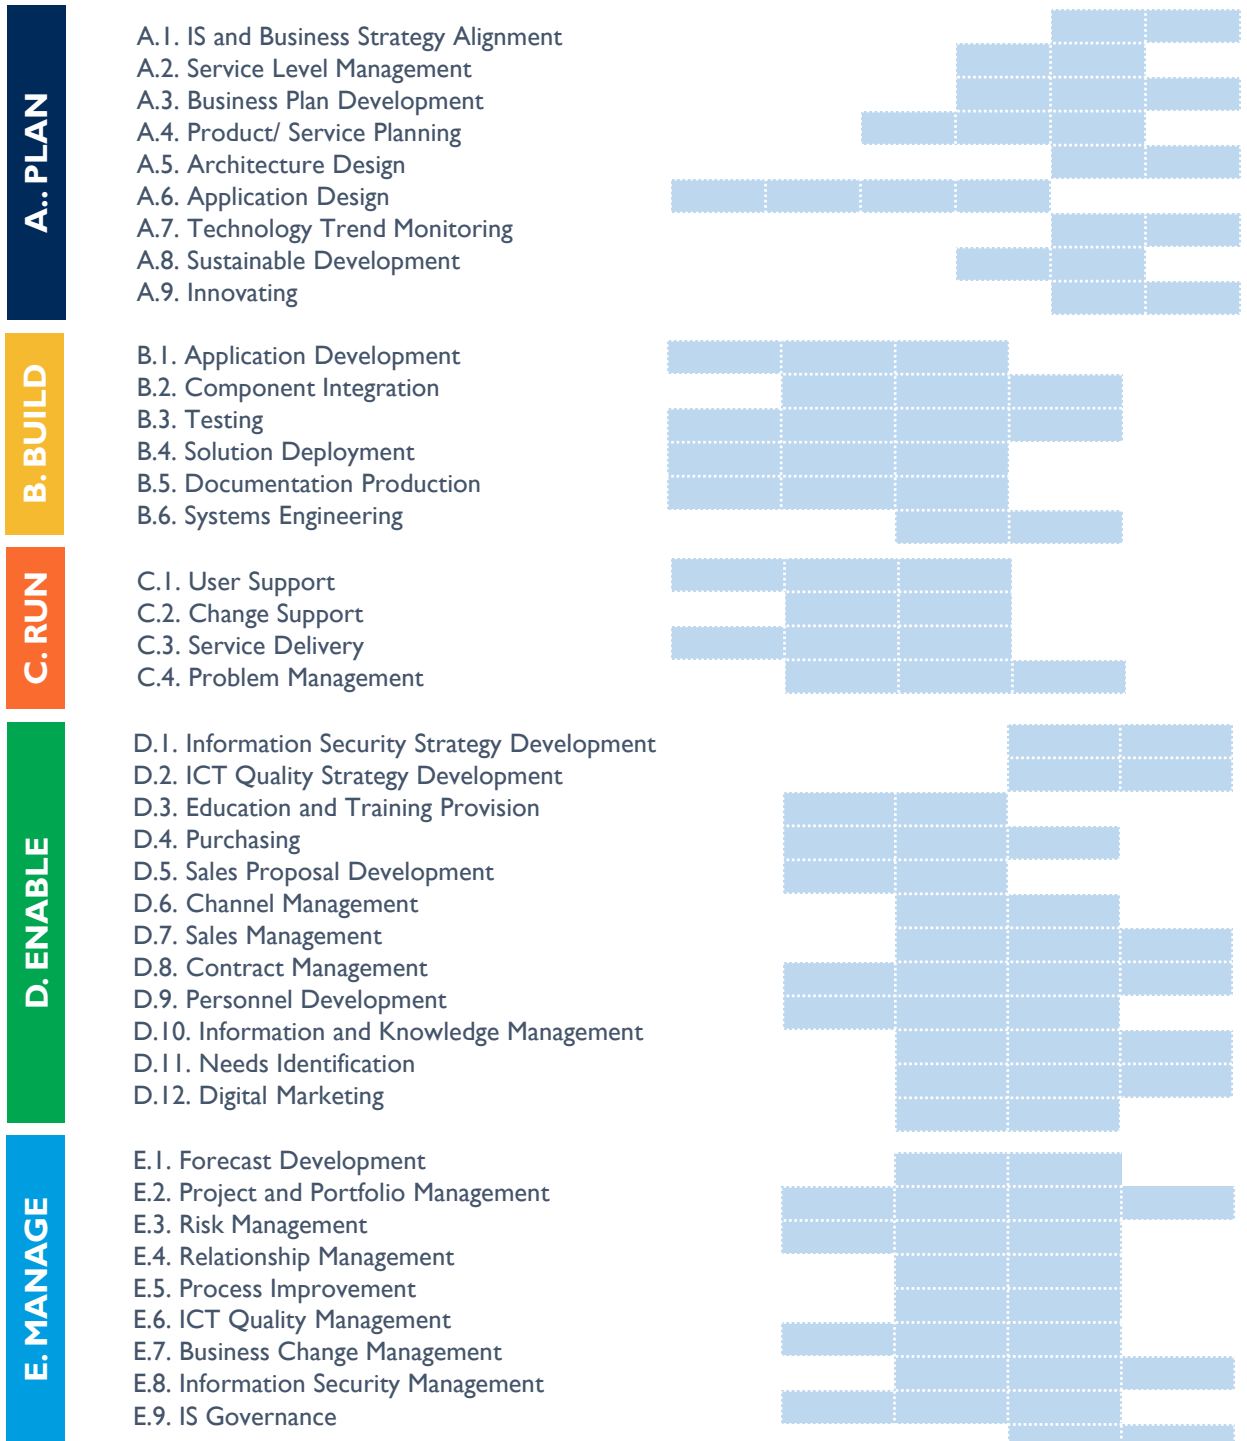 A.. PLAN
A.1. IS and Business Strategy Alignment
A.2. Service Level Management
A.3. Business Plan Development
A.4. Product/ Service Planning
A.5. Architecture Design
A.6. Application Design
A.7. Technology Trend Monitoring
A.8. Sustainable Development
A.9. Innovating
B. BUILD
B.1. Application Development
B.2. Component Integration
B.3. Testing
B.4. Solution Deployment
B.5. Documentation Production
B.6. Systems Engineering
C. RUN
C.1. User Support
C.2. Change Support
C.3. Service Delivery
C.4. Problem Management
D. ENABLE
D.1. Information Security Strategy Development
D.2. ICT Quality Strategy Development
D.3. Education and Training Provision
D.4. Purchasing
D.5. Sales Proposal Development
D.6. Channel Management
D.7. Sales Management
D.8. Contract Management
D.9. Personnel Development
D.10. Information and Knowledge Management
D.11. Needs Identification
D.12. Digital Marketing
E. MANAGE
E.1. Forecast Development
E.2. Project and Portfolio Management
E.3. Risk Management
E.4. Relationship Management
E.5. Process Improvement
E.6. ICT Quality Management
E.7. Business Change Management
E.8. Information Security Management
E.9. IS Governance